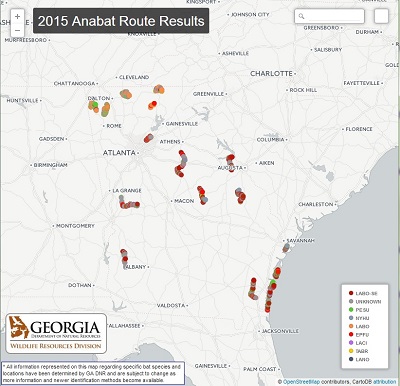 2015 Anabat Route Results
+
-
KINGSPORT
JOHNSON CITY
MURFREESBORO
KNOXVILLE
ASHEVILLE
SALISBURY
DURHAM
GREENSBORO
CHATTANOOGA
CLEVELAND
CHARLOTTE
FAYETTEVILLE
HUNTSVILLE
DALTON
GREENVILLE
ROCK HILL
ROME
GAINESVILLE
FLORENCE
GADSDEN
ATHENS
COLUMBIA
ATLANTA
BIRMINGHAM
AUGUSTA
AIKEN
LA GRANGE
MACON
CHARLESTON
MONTGOMERY
SAVANNAH
ALBANY
DOTHAN
VALDOSTA
TALLAHASSEE
JACKSONVILLE
GAINESVILLE
PALM COAST
LABO-SE
UNKNOWN
PESU
NYHU
LABO
EPFU
LACI
TABR
LANO
GEORGIA
DEPARTMENT OF NATURAL RESOURCES
WILDLIFE RESOURCES DIVISION
* All information represented on this map regarding specific bat species and
locations have been determined by GA DNR and are subject to change as
more information and newer identification methods become available.
© OpenStreetMap contributors, CartoDB attribution